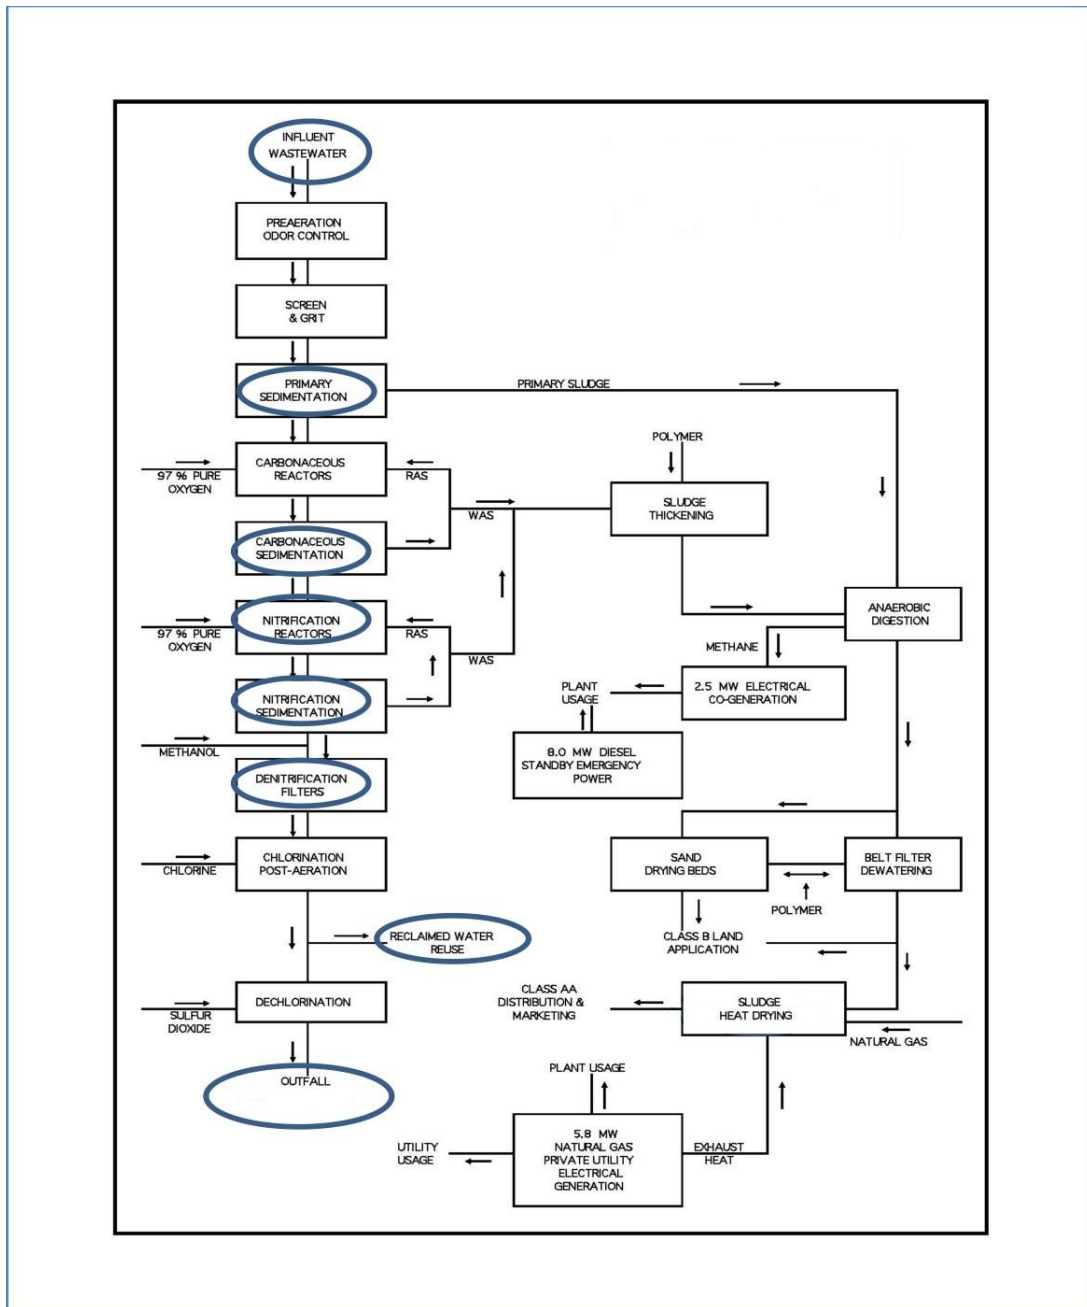 INFLUENT
WASTEWATER
PREAERATION
ODOR CONTROL
SCREEN
& GRIT
PRIMARY
SEDIMENTATION
PRIMARY SLUDGE
POLYMER
CARBONACEOUS
REACTORS
97 % PURE
OXYGEN
RAS
WAS
SLUDGE
THICKENING
CARBONACEOUS
SEDIMENTATION
NITRIFICATION
REACTORS
97 % PURE
OXYGEN
RAS
WAS
ANAEROBIC
DIGESTION
METHANE
NITRIFICATION
SEDIMENTATION
PLANT
USAGE
2.5 MW ELECTRICAL
CO-GENERATION
METHANOL
8.0 MW DIESEL
STANDBY EMERGENCY
POWER
DENITRIFICATION
FILTERS
CHLORINATION
POST-AERATION
CHLORINE
SAND
DRYING BEDS
BELT FILTER
DEWATERING
POLYMER
RECLAIMED WATER
REUSE
CLASS B LAND
APPLICATION
DECHLORINATION
SULFUR
DIOXIDE
CLASS AA
DISTRIBUTION &
MARKETING
SLUDGE
HEAT DRYING
NATURAL GAS
OUTFALL
PLANT USAGE
UTILITY
USAGE
5.8 MW
NATURAL GAS
PRIVATE UTILITY
ELECTRICAL
GENERATION
EXHAUST
HEAT